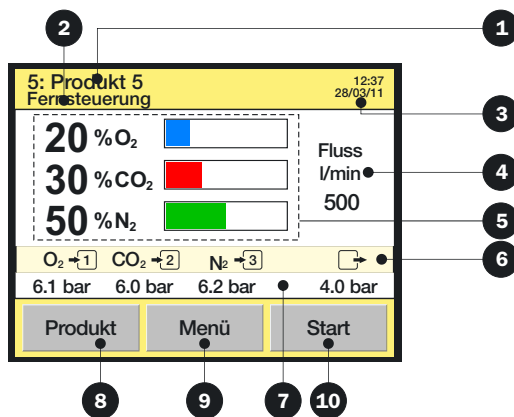 2
1
5: Produkt 5
12:37
Fernsteuerung
28/03/11
3
20 %O₂
Fluss
l/min
4
30 %CO₂
500
50 %N₂
5
O₂ 1 CO₂ 2 N₂ 3
6
6.1 bar 6.0 bar 6.2 bar 4.0 bar
Produkt Menü Start
8
9
7
10